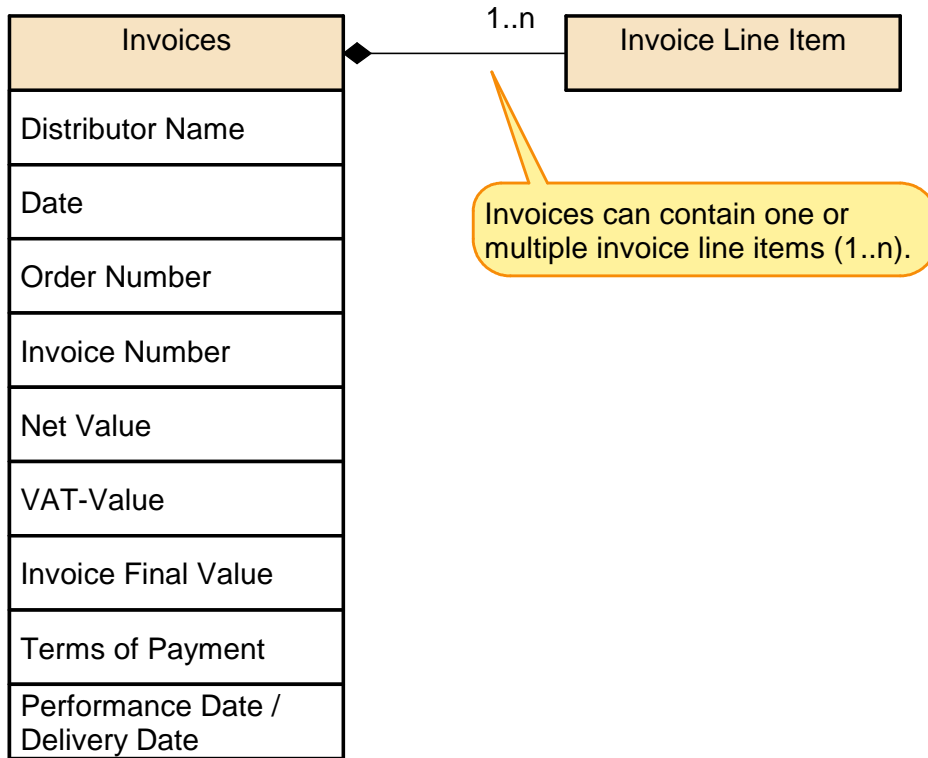 1..n
Invoices
Invoice Line Item
Distributor Name
Date
Invoices can contain one or
multiple invoice line items (1..n).
Order Number
Invoice Number
Net Value
VAT-Value
Invoice Final Value
Terms of Payment
Performance Date /
Delivery Date